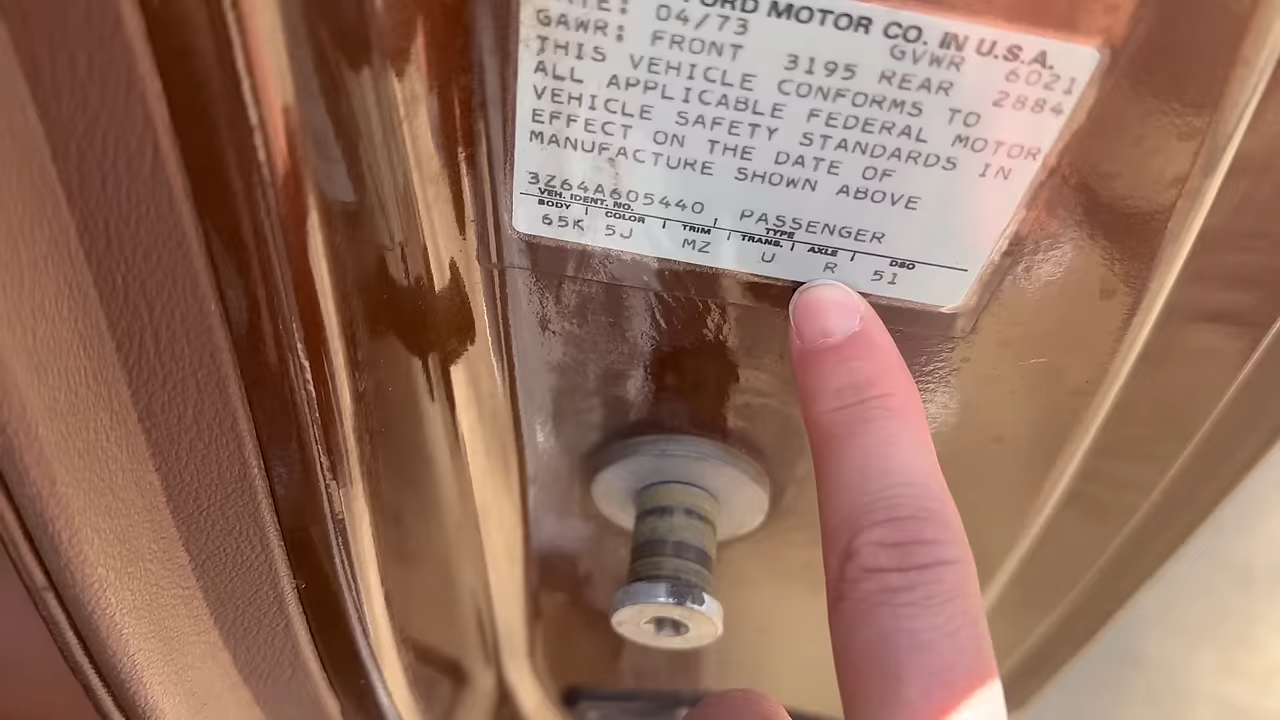 ORD MOTOR CO. IN U.S.A.
DATE: 04/73 GVWR 6021
GAWR: FRONT 3195 REAR 2884
THIS VEHICLE CONFORMS TO
ALL APPLICABLE FEDERAL MOTOR
VEHICLE SAFETY STANDARDS IN
EFFECT ON THE DATE OF
MANUFACTURE SHOWN ABOVE
3Z64A605440 PASSENGER
VEH. IDENT. NO. TYPE
BODY COLOR TRIM TRANS. AXLE DSO
65K 5J MZ U R 51